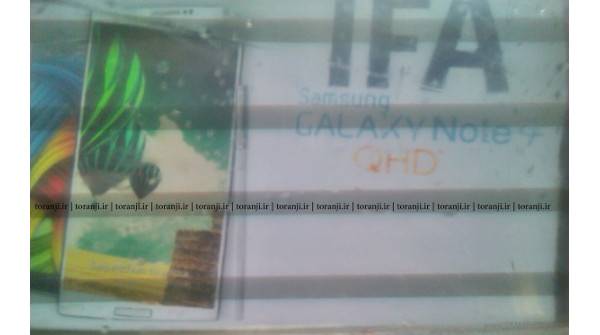 IFA
Samsung
GALAXY Note 4
QHD
toranji.ir | toranji.ir | toranji.ir | toranji.ir | toranji.ir | toranji.ir | toranji.ir | toranji.ir | toranji.ir | toranji.ir | toranji.ir | toranji.ir | toranji.ir